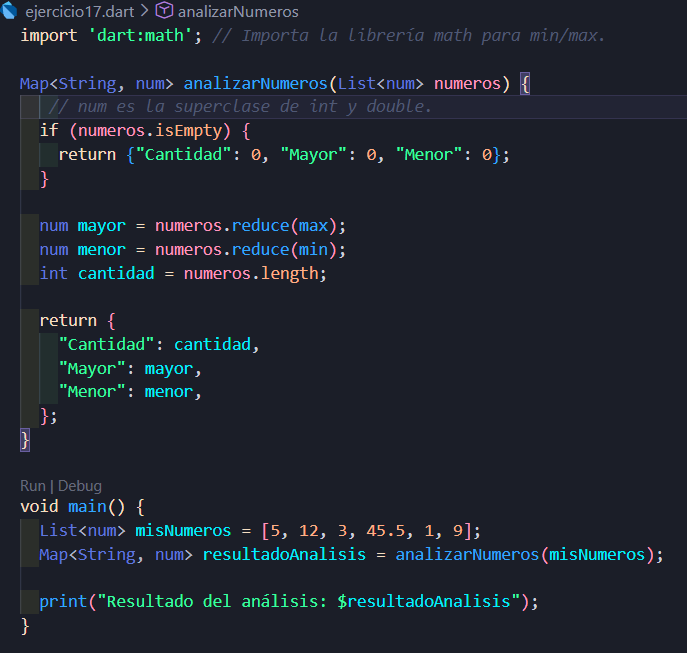 ejercicio17.dart > analizarNumeros
import 'dart:math'; // Importa la librería math para min/max.
Map<String, num> analizarNumeros(List<num> numeros) {
// num es la superclase de int y double.
if (numeros.isEmpty) {
return {"Cantidad": 0, "Mayor": 0, "Menor": 0};
}
num mayor = numeros.reduce(max);
num menor = numeros.reduce(min);
int cantidad = numeros.length;
return {
"Cantidad": cantidad,
"Mayor": mayor,
"Menor": menor,
};
}
Run | Debug
void main() {
List<num> misNumeros = [5, 12, 3, 45.5, 1, 9];
Map<String, num> resultadoAnalisis = analizarNumeros(misNumeros);
print("Resultado del análisis: $resultadoAnalisis");
}